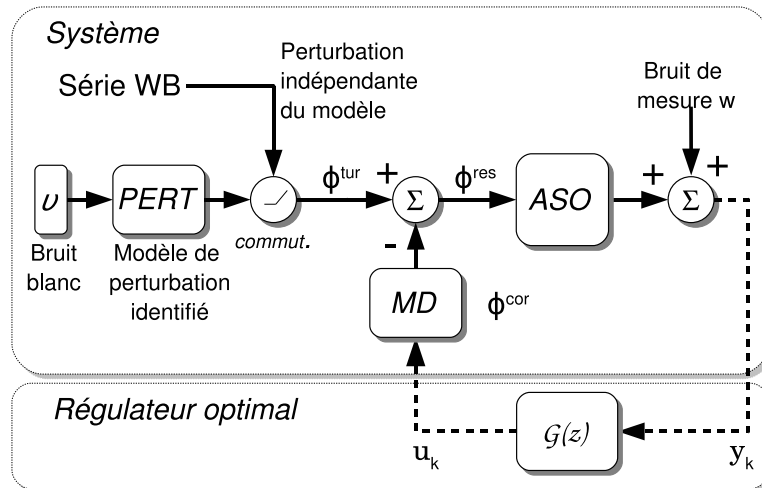 Système
Série WB
Perturbation
indépendante
du modèle
Bruit de
mesure w
υ
PERT
commut.
ϕtur
+
Σ
-
ϕres
ASO
+
Σ
+
Bruit
blanc
Modèle de
perturbation
identifié
MD
ϕcor
Régulateur optimal
G(z)
uk
yk